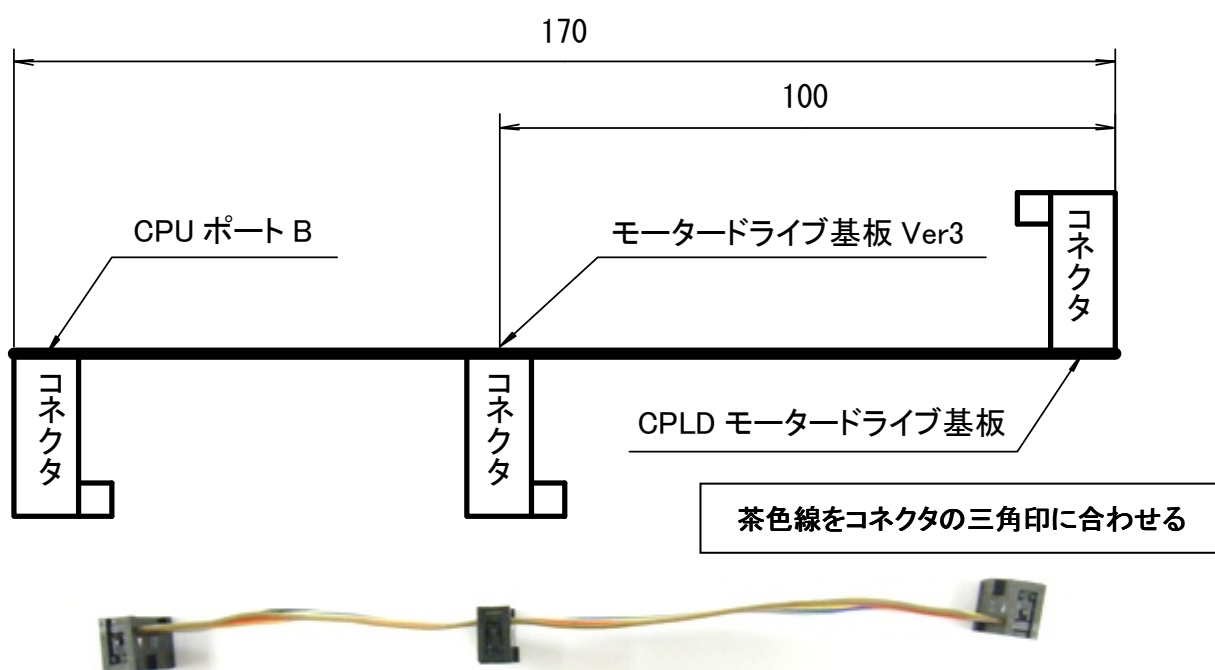 170
100
CPU ポート B
モータードライブ基板 Ver3
コネクタ
コネクタ
コネクタ
CPLD モータードライブ基板
茶色線をコネクタの三角印に合わせる